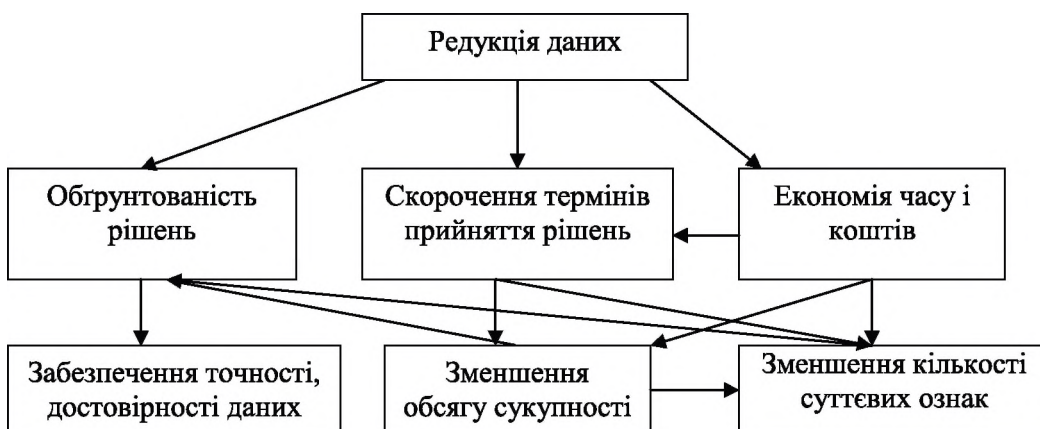 Редукція даних
Обґрунтованість
рішень
Скорочення термінів
прийняття рішень
Економія часу і
коштів
Забезпечення точності,
достовірності даних
Зменшення
обсягу сукупності
Зменшення кількості
суттєвих ознак